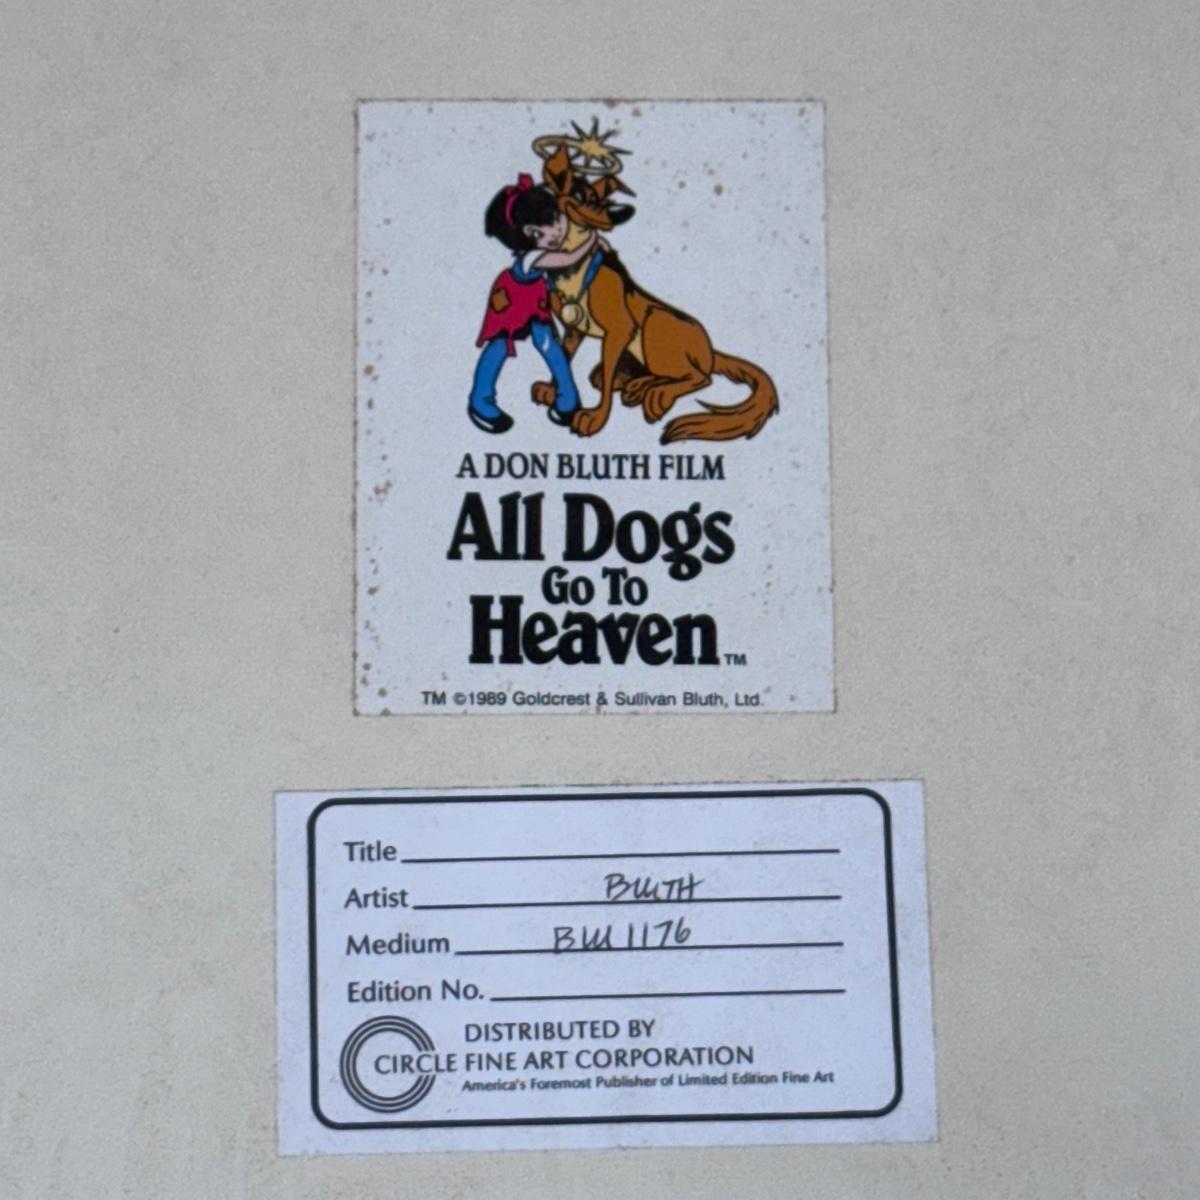 A DON BLUTH FILM
All Dogs
Go To
Heaven™
TM ©1989 Goldcrest & Sullivan Bluth, Ltd.
Title
Artist BLUTH
Medium BLU 1176
Edition No.
DISTRIBUTED BY
CIRCLE FINE ART CORPORATION
America's Foremost Publisher of Limited Edition Fine Art